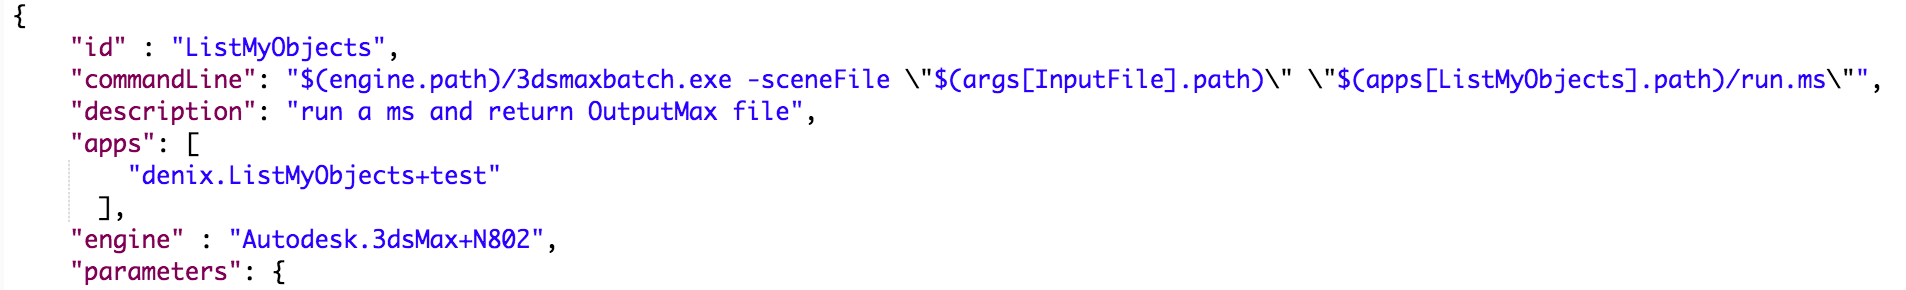 {
"id" : "ListMyObjects",
"commandLine": "$(engine.path)/3dsmaxbatch.exe -sceneFile \"$(args[InputFile].path)\" \"$(apps[ListMyObjects].path)/run.ms\"",
"description": "run a ms and return OutputMax file",
"apps": [
"denix.ListMyObjects+test"
],
"engine" : "Autodesk.3dsMax+N802",
"parameters": {